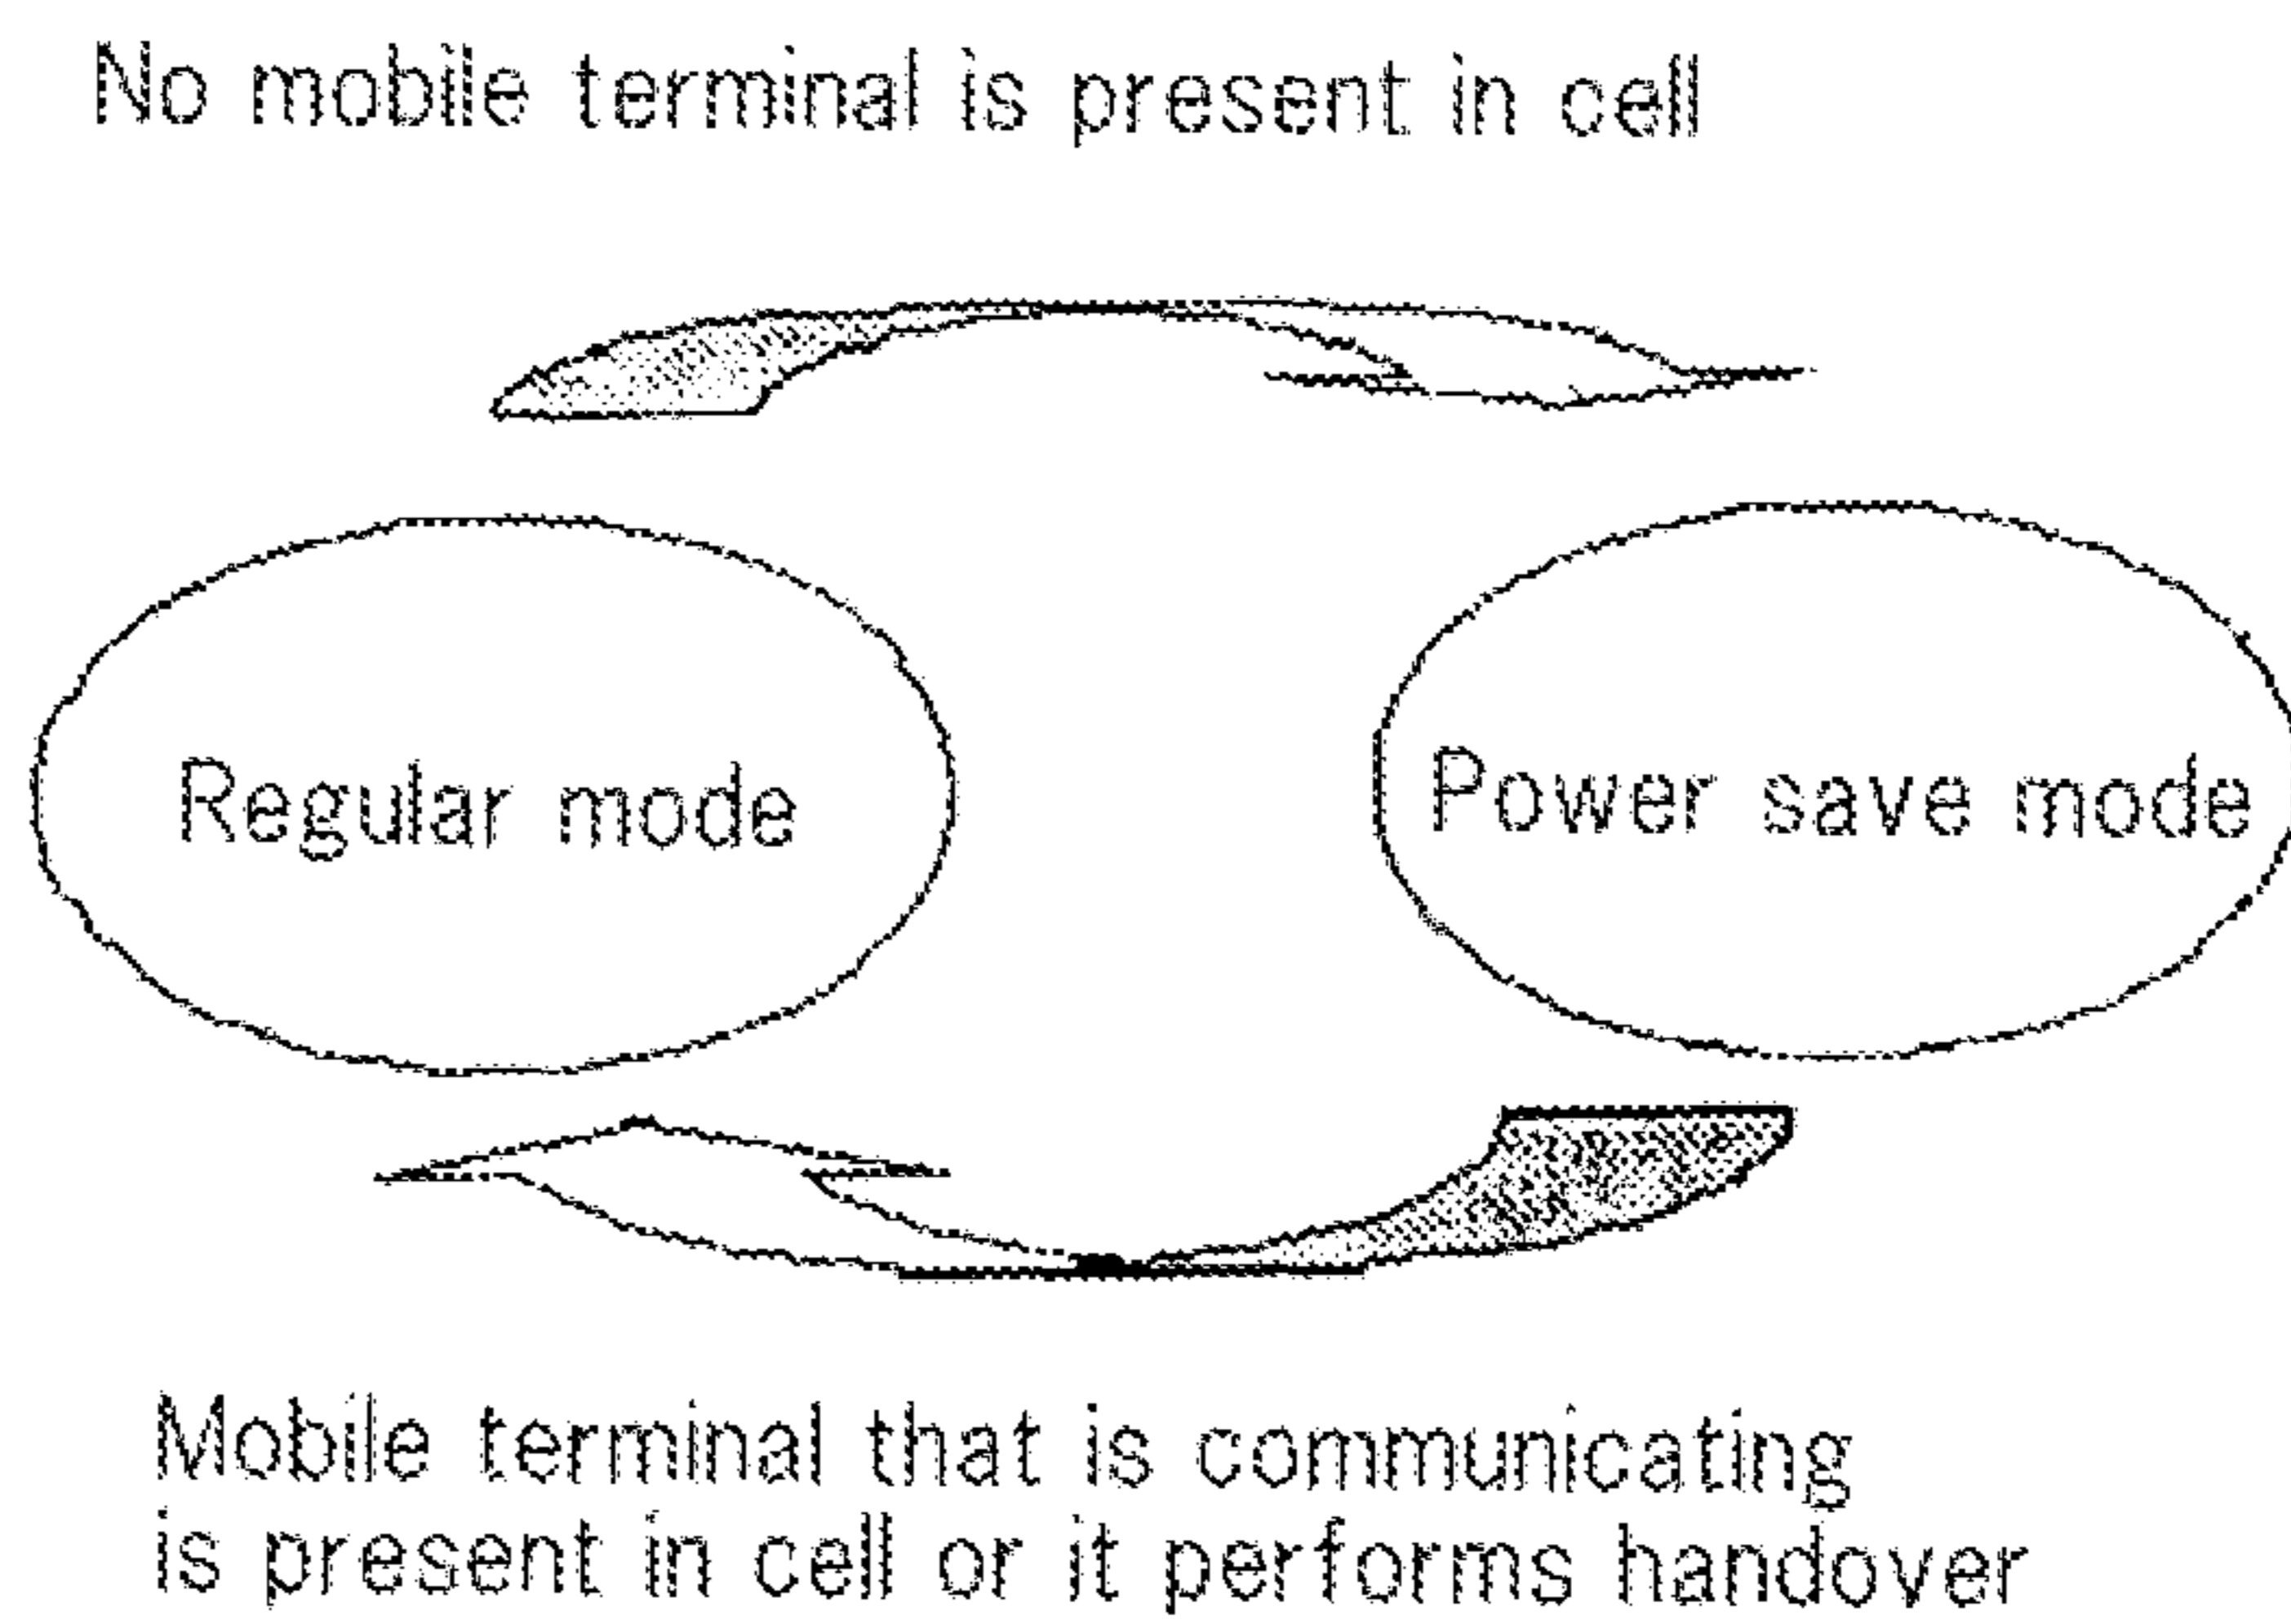 No mobile terminal is present in cell
Regular mode
Power save mode
Mobile terminal that is communicating
is present in cell or it performs handover